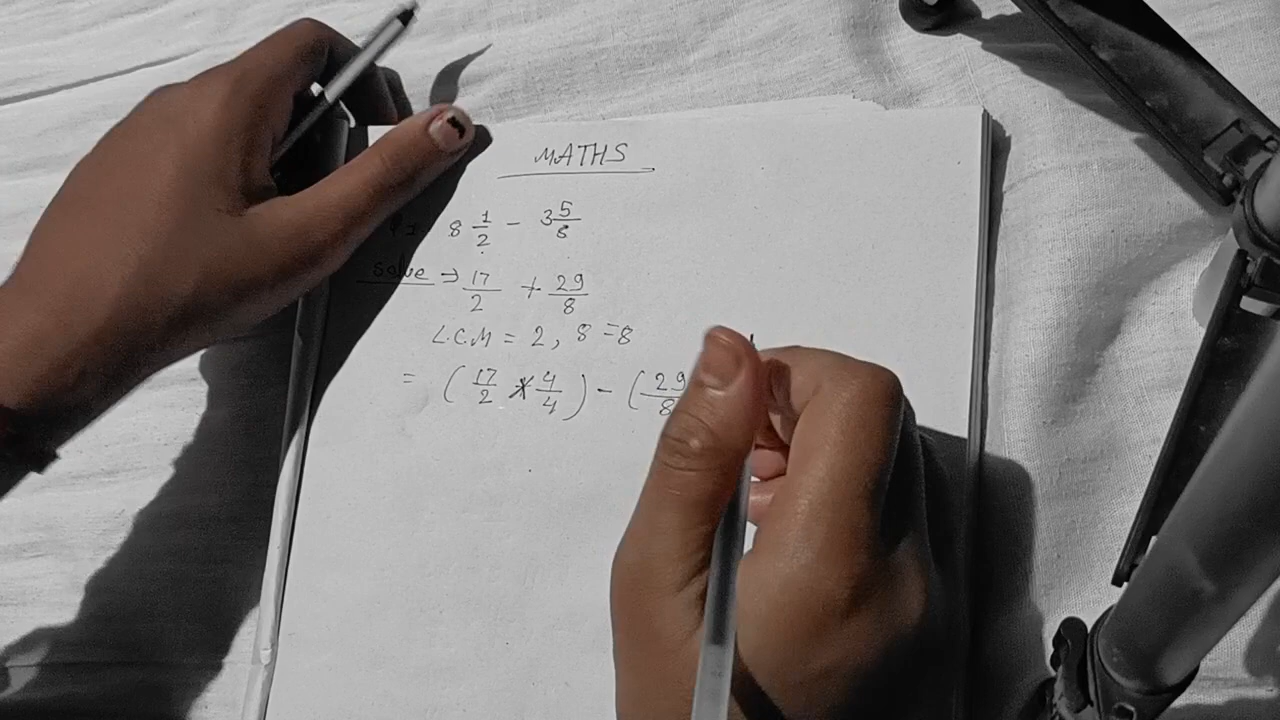 MATHS
8 1/2 - 3 5/8
Solve → 17/2 + 29/8
L.C.M = 2, 8 = 8
= (17/2 * 4/4) - (29/8